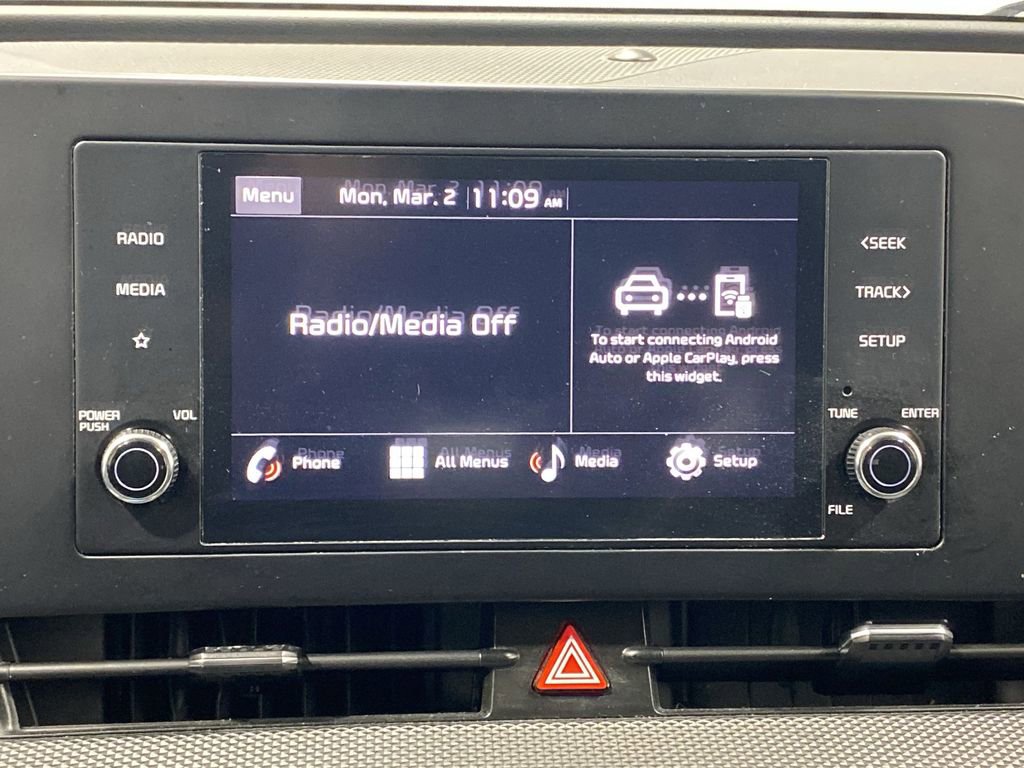 Menu
Mon, Mar. 2 11:09 AM
RADIO
MEDIA
<SEEK
TRACK>
SETUP
Radio/Media Off
To start connecting Android
Auto or Apple CarPlay, press
this widget.
POWER
PUSH
VOL
TUNE
ENTER
FILE
Phone
All Menus
Media
Setup